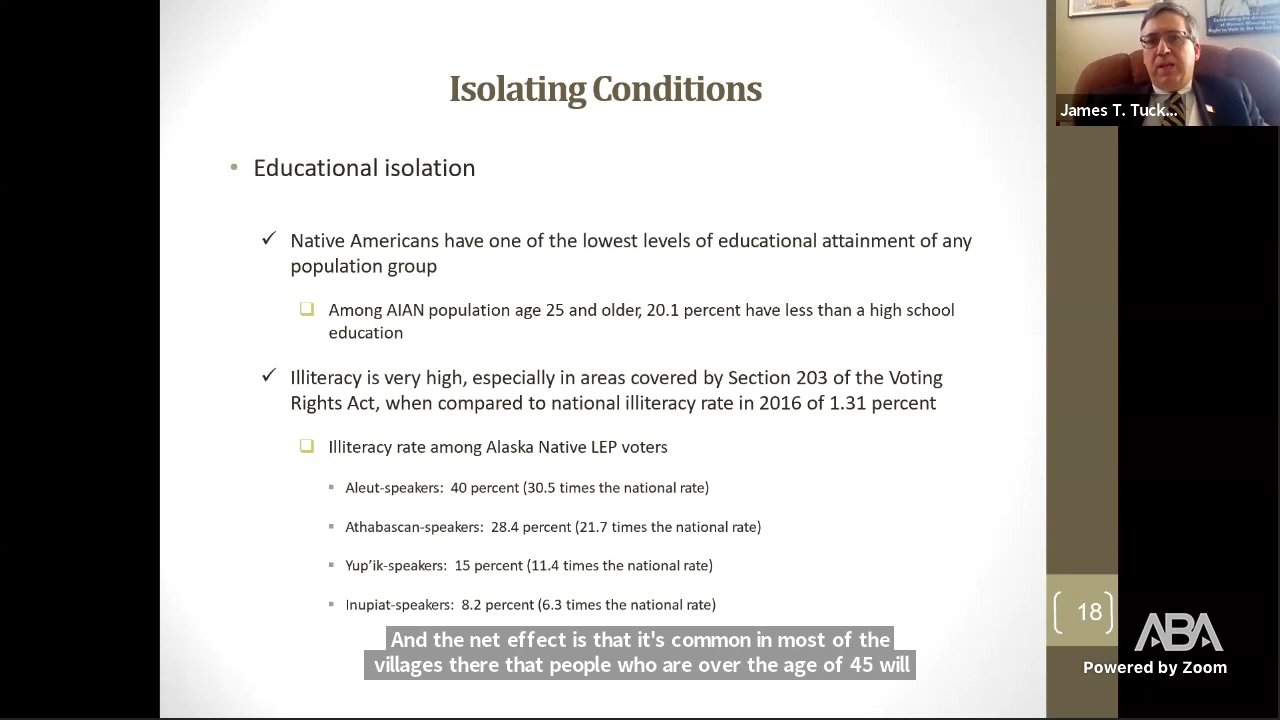 Isolating Conditions
• Educational isolation
✓ Native Americans have one of the lowest levels of educational attainment of any
population group
❑ Among AIAN population age 25 and older, 20.1 percent have less than a high school
education
✓ Illiteracy is very high, especially in areas covered by Section 203 of the Voting
Rights Act, when compared to national illiteracy rate in 2016 of 1.31 percent
❑ Illiteracy rate among Alaska Native LEP voters
▪ Aleut-speakers: 40 percent (30.5 times the national rate)
▪ Athabascan-speakers: 28.4 percent (21.7 times the national rate)
▪ Yup’ik-speakers: 15 percent (11.4 times the national rate)
▪ Inupiat-speakers: 8.2 percent (6.3 times the national rate)
And the net effect is that it's common in most of the
villages there that people who are over the age of 45 will
James T. Tuck...
18
ABA
Powered by Zoom